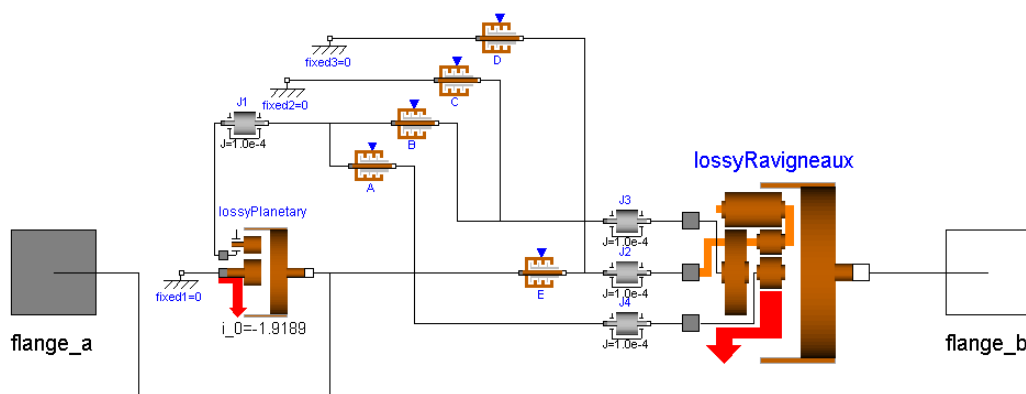 fixed3=0
D
fixed2=0
C
J1
J=1.0e-4
B
A
lossyRavigneaux
lossyPlanetary
J3
J=1.0e-4
fixed1=0
i_0=-1.9189
E
J2
J=1.0e-4
J4
J=1.0e-4
flange_a
flange_b